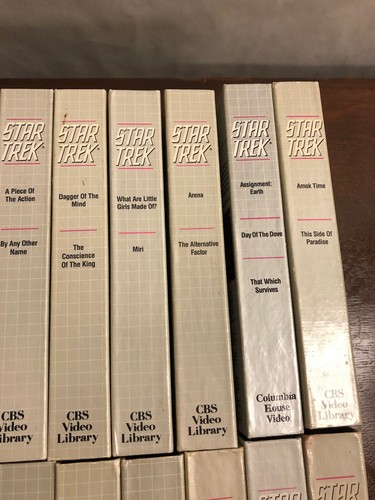 STAR
TREK
A Piece Of
The Action
By Any Other
Name
CBS
Video
Library
STAR
TREK
Dagger Of The
Mind
The
Conscience
Of The King
CBS
Video
Library
STAR
TREK
What Are Little
Girls Made Of?
Miri
CBS
Video
Library
STAR
TREK
Arena
The Alternative
Factor
CBS
Video
Library
STAR
TREK
Assignment:
Earth
Day Of The Dove
That Which
Survives
Columbia
House
Video
STAR
TREK
Amok Time
This Side Of
Paradise
CBS
Video
Library
STAR
STAR
STAR